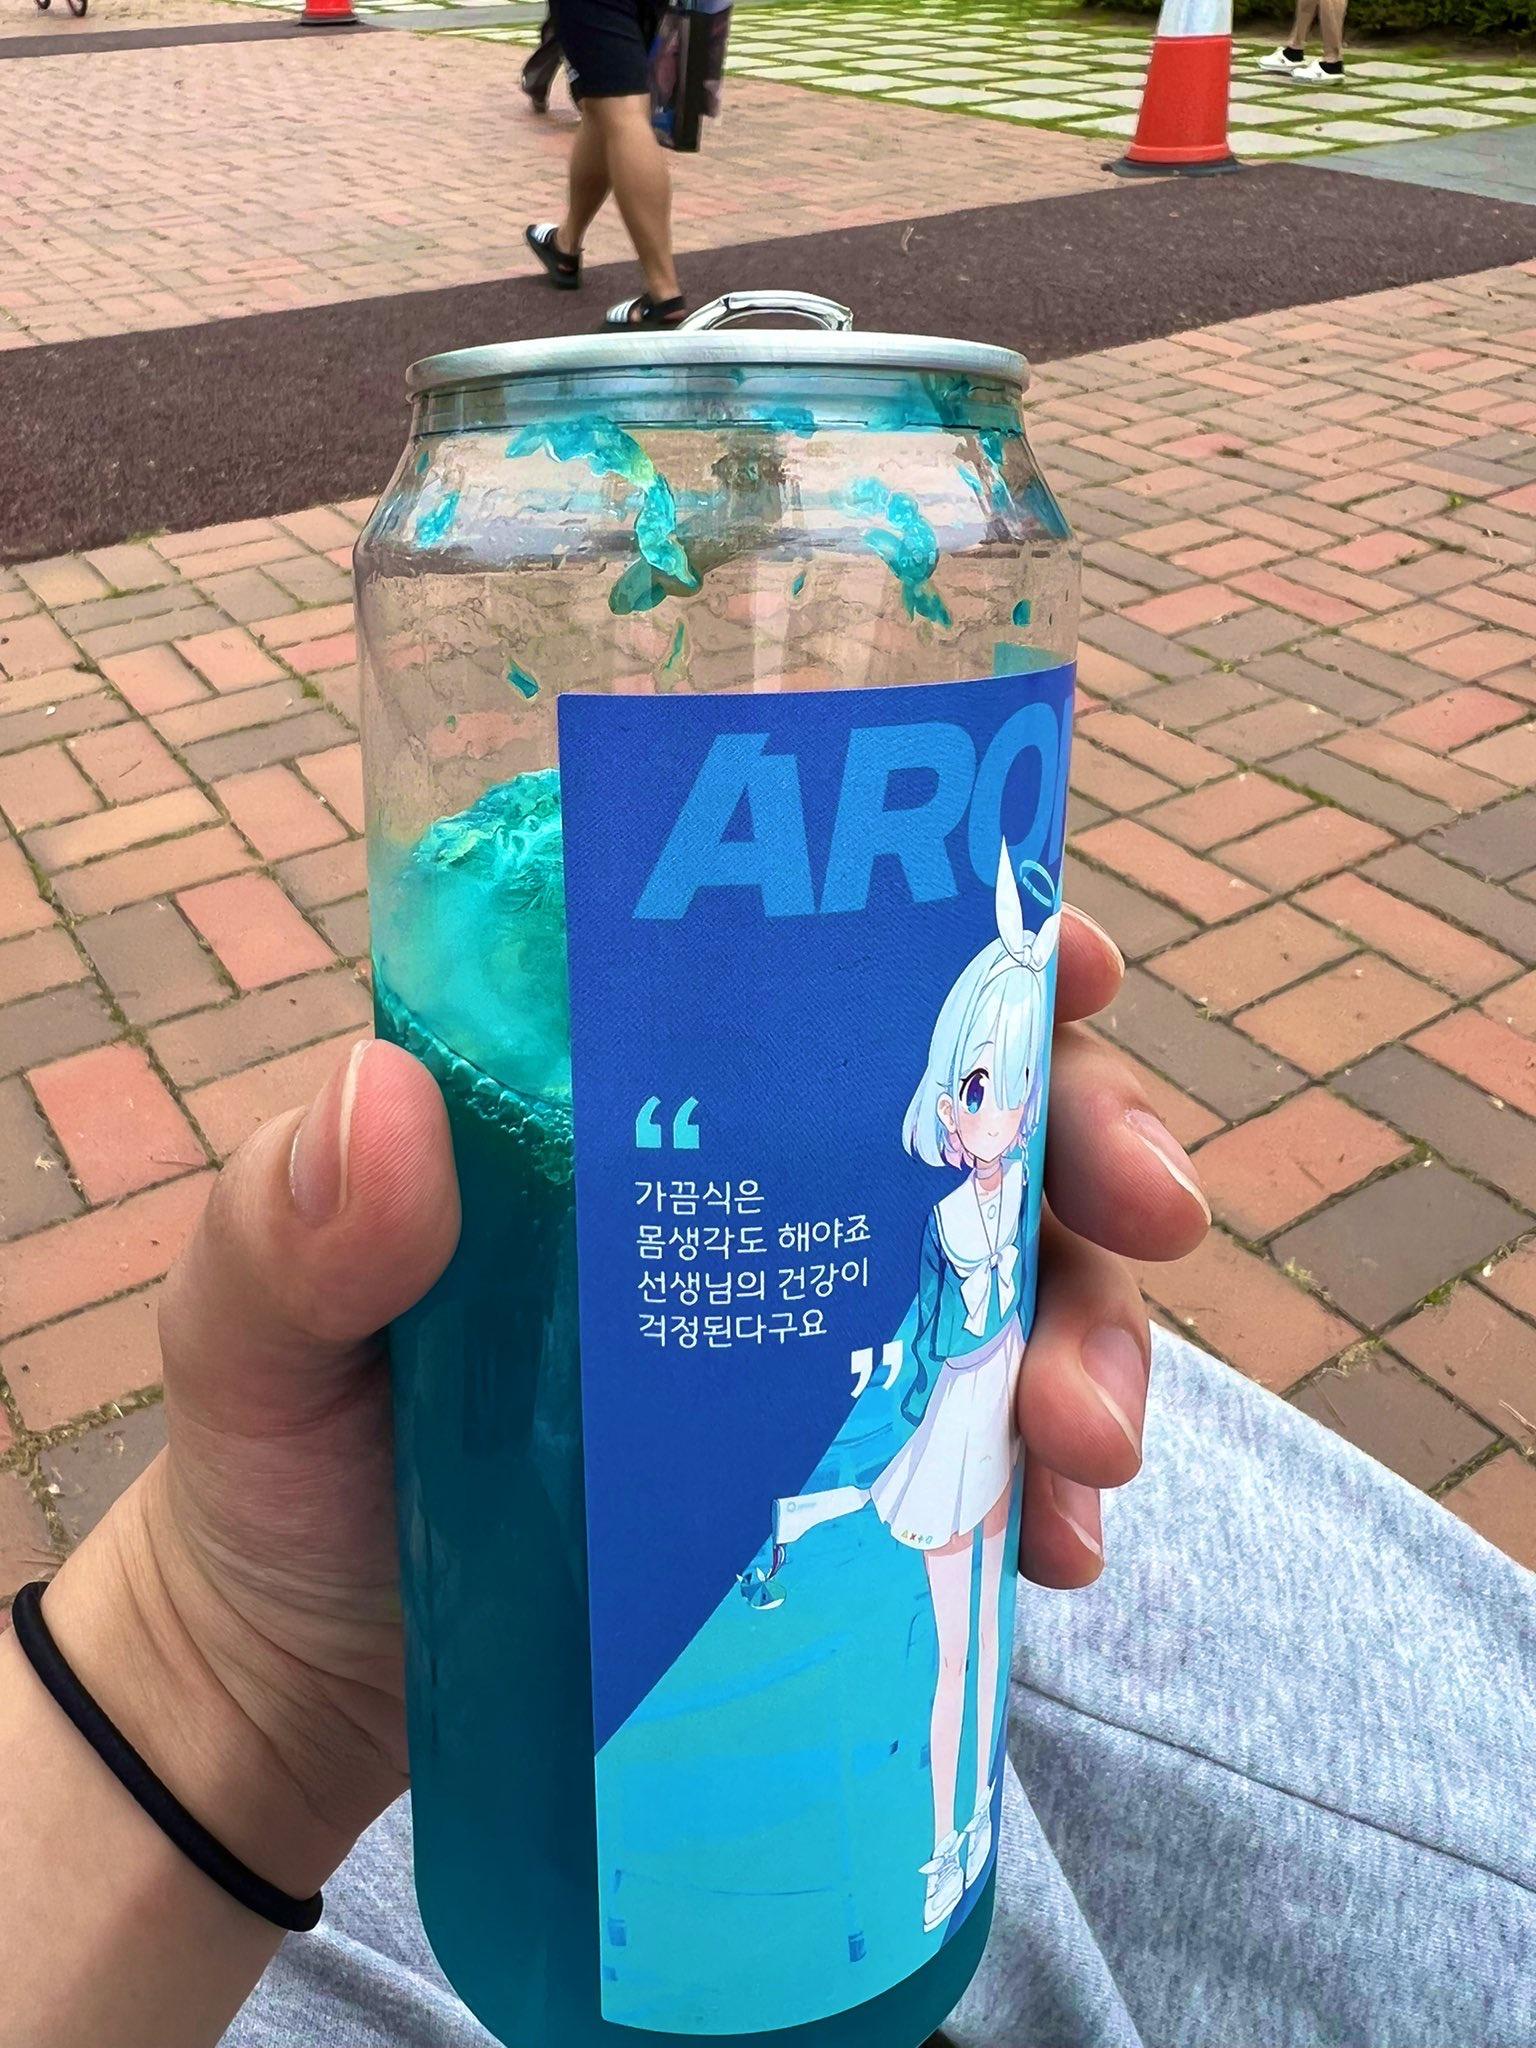 ARO
“
가끔식은
몸생각도 해야죠
선생님의 건강이
걱정된다구요
”